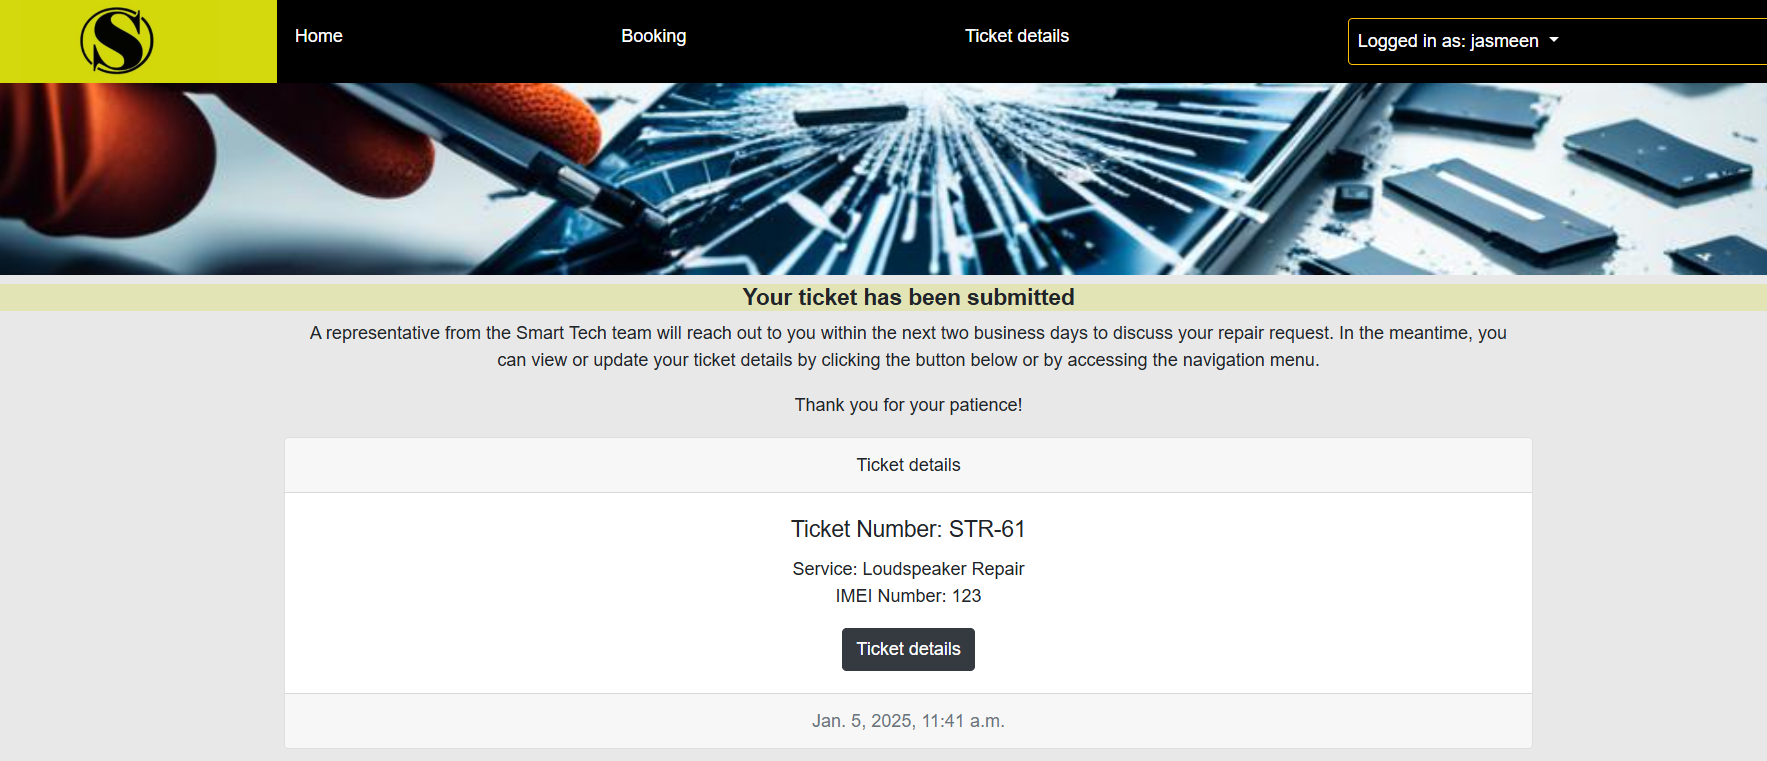 S
Home
Booking
Ticket details
Logged in as: jasmeen
Your ticket has been submitted
A representative from the Smart Tech team will reach out to you within the next two business days to discuss your repair request. In the meantime, you
can view or update your ticket details by clicking the button below or by accessing the navigation menu.
Thank you for your patience!
Ticket details
Ticket Number: STR-61
Service: Loudspeaker Repair
IMEI Number: 123
Ticket details
Jan. 5, 2025, 11:41 a.m.